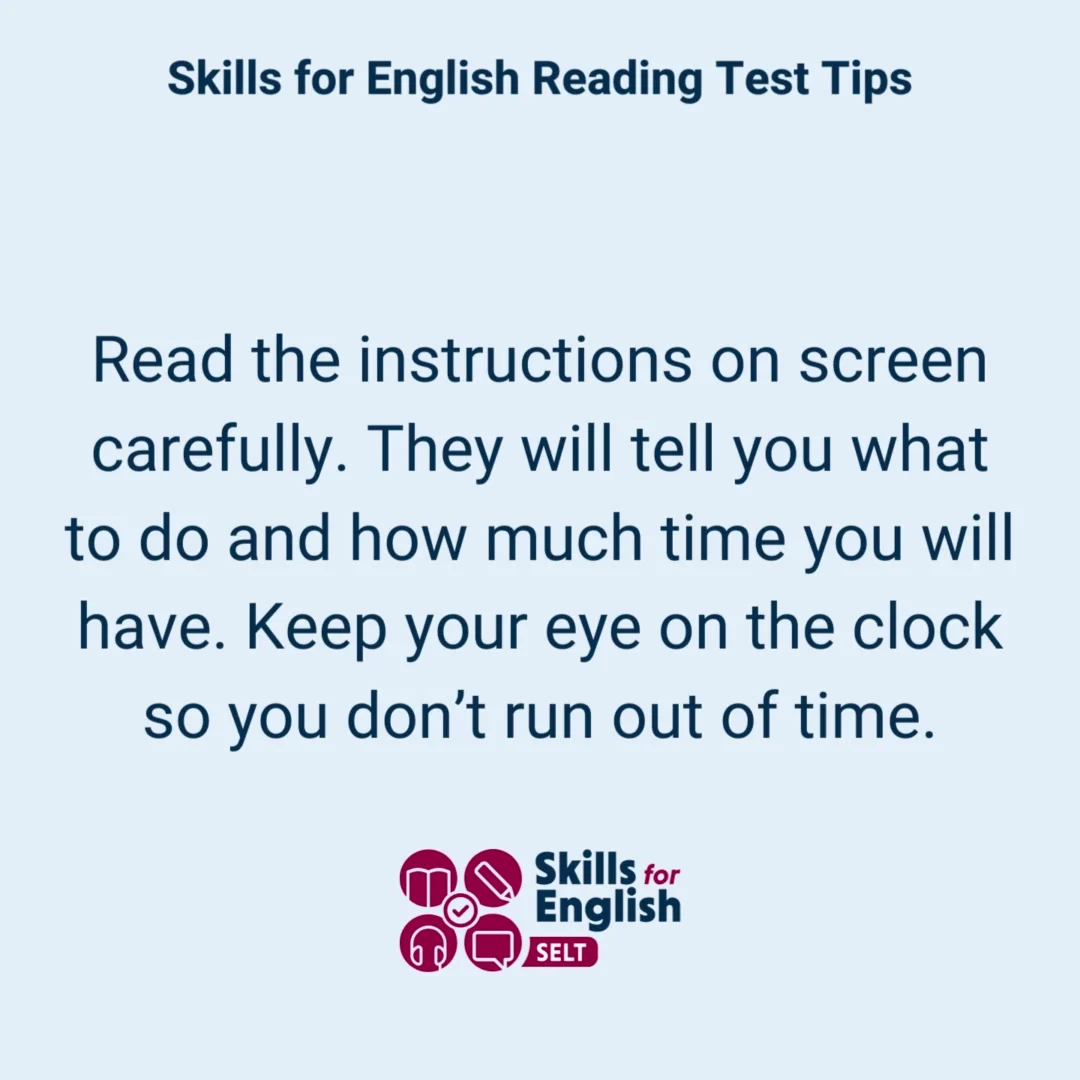 Skills for English Reading Test Tips
Read the instructions on screen
carefully. They will tell you what
to do and how much time you will
have. Keep your eye on the clock
so you don’t run out of time.
Skills for
English
SELT